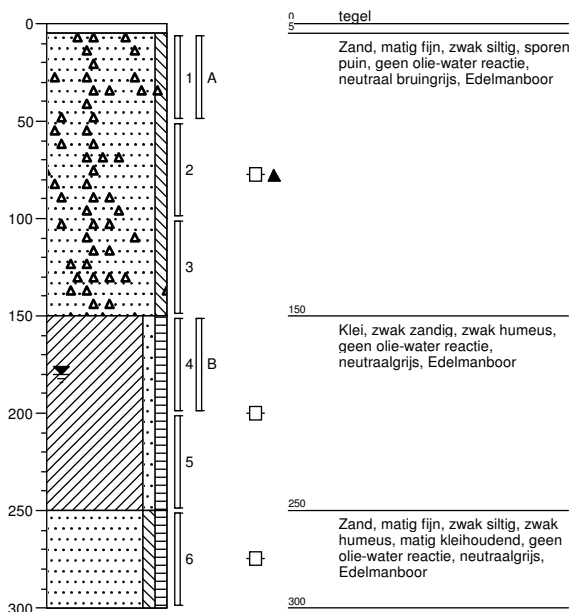 0
0 tegel
5
Zand, matig fijn, zwak siltig, sporen
puin, geen olie-water reactie,
neutraal bruingrijs, Edelmanboor
1 A
50
2
100
3
150
150
Klei, zwak zandig, zwak humeus,
geen olie-water reactie,
neutraalgrijs, Edelmanboor
4 B
200
5
250
250
Zand, matig fijn, zwak siltig, zwak
humeus, matig kleihoudend, geen
olie-water reactie, neutraalgrijs,
Edelmanboor
6
300
300